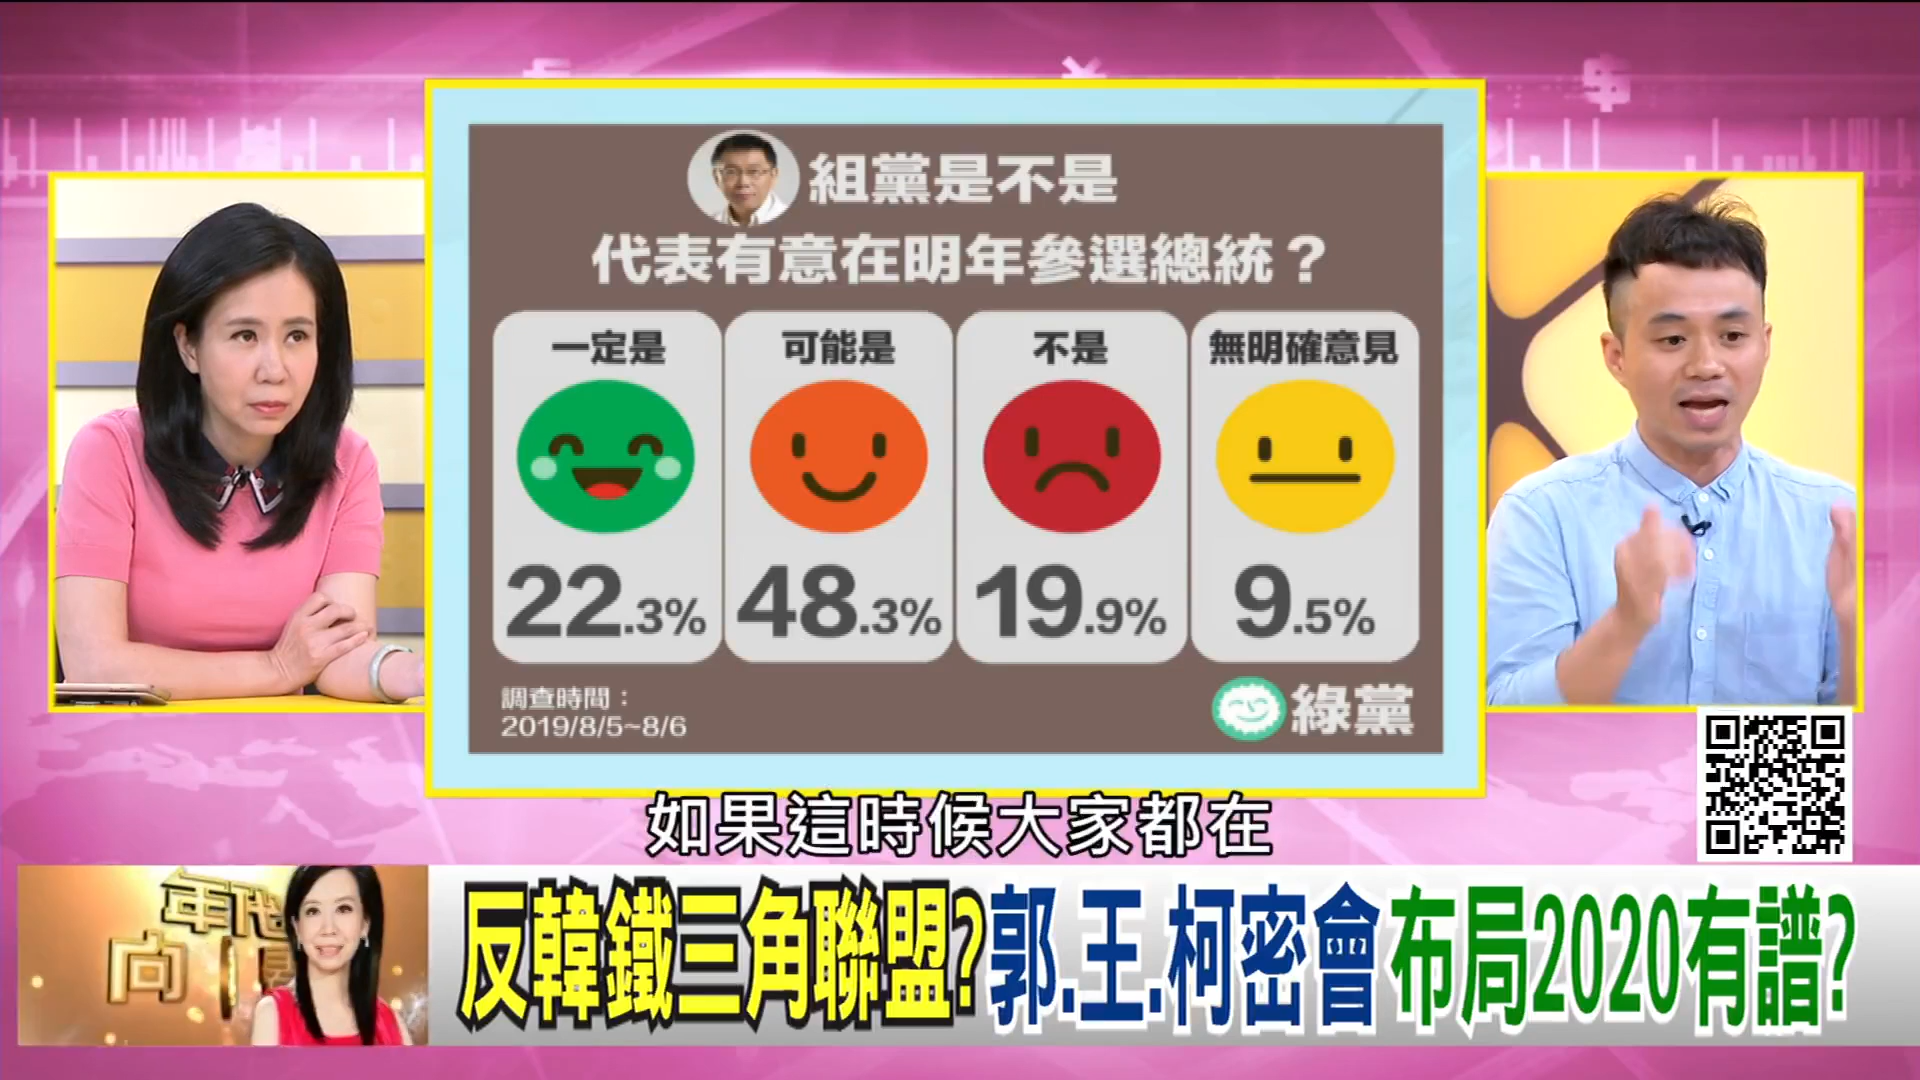 組黨是不是
代表有意在明年參選總統？
一定是
可能是
不是
無明確意見
22.3%
48.3%
19.9%
9.5%
調查時間：
2019/8/5~8/6
綠黨
如果這時候大家都在
年代
向
反韓鐵三角聯盟?郭.王.柯密會布局2020有譜?